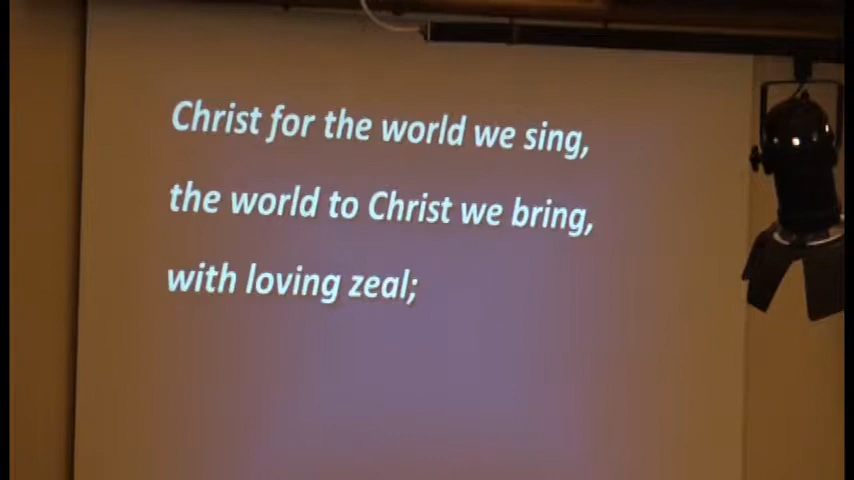 Christ for the world we sing,
the world to Christ we bring,
with loving zeal;